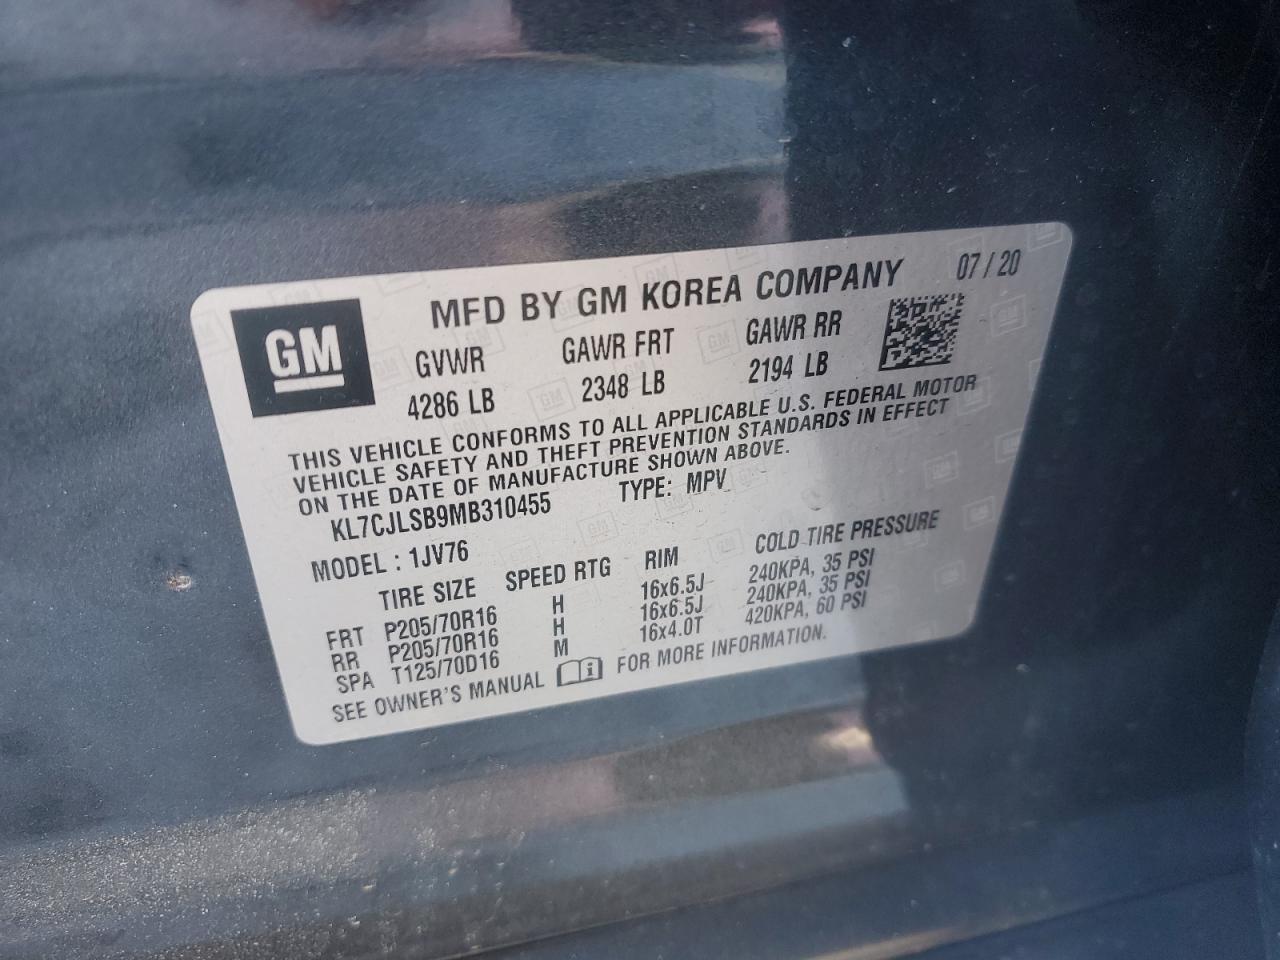 GM
MFD BY GM KOREA COMPANY 07/20
GVWR GAWR FRT GAWR RR
4286 LB 2348 LB 2194 LB
THIS VEHICLE CONFORMS TO ALL APPLICABLE U.S. FEDERAL MOTOR
VEHICLE SAFETY AND THEFT PREVENTION STANDARDS IN EFFECT
ON THE DATE OF MANUFACTURE SHOWN ABOVE.
KL7CJLSB9MB310455 TYPE: MPV
MODEL : 1JV76
TIRE SIZE SPEED RTG RIM COLD TIRE PRESSURE
FRT P205/70R16 H 16x6.5J 240KPA, 35 PSI
RR P205/70R16 H 16x6.5J 240KPA, 35 PSI
SPA T125/70D16 M 16x4.0T 420KPA, 60 PSI
SEE OWNER'S MANUAL i FOR MORE INFORMATION.